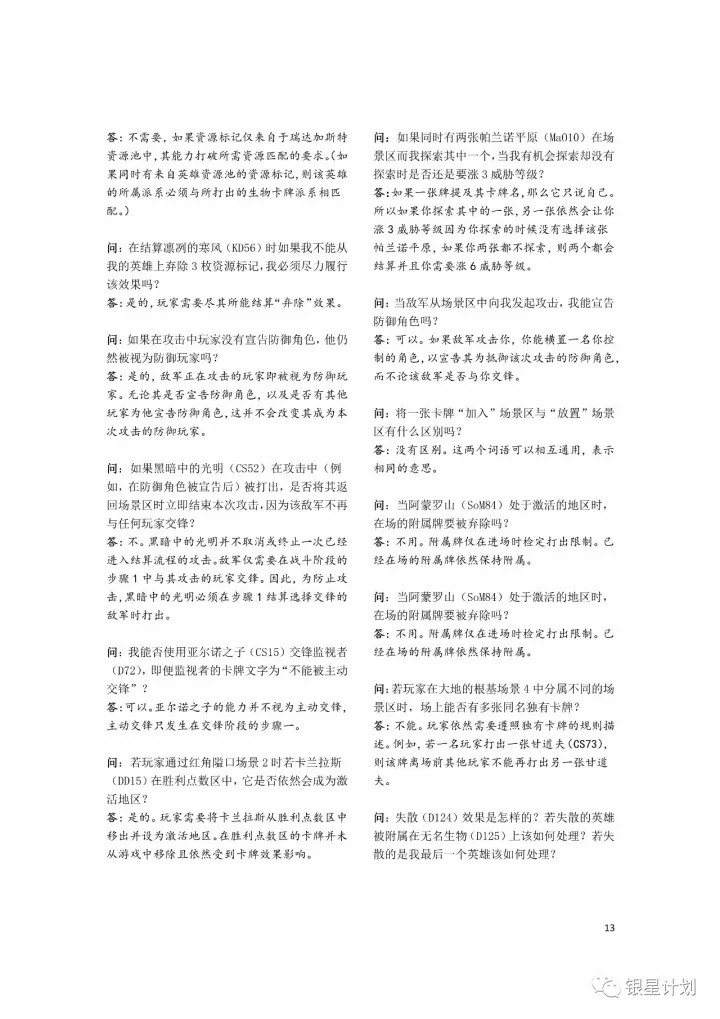 答：不需要，如果资源标记仅来自于瑞达加斯特
资源池中，其能力打破所需资源匹配的要求。（如
果同时有来自英雄资源池的资源标记，则该英雄
的所属派系必须与所打出的生物卡牌派系相匹
配。）
问：在结算凛冽的寒风（KD56）时如果我不能从
我的英雄上弃除 3 枚资源标记，我必须尽力履行
该效果吗？
答：是的，玩家需要尽其所能结算“弃除”效果。
问：如果在攻击中玩家没有宣告防御角色，他仍
然被视为防御玩家吗？
答：是的，敌军正在攻击的玩家即被视为防御玩
家。无论其是否宣告防御角色，以及是否有其他
玩家为他宣告防御角色，这并不会改变其成为本
次攻击的防御玩家。
问：如果黑暗中的光明（CS52）在攻击中（例
如，在防御角色被宣告后）被打出，是否将其返
回场景区时立即结束本次攻击，因为该敌军不再
与任何玩家交锋？
答：不。黑暗中的光明并不取消或终止一次已经
进入结算流程的攻击。敌军仅需要在战斗阶段的
步骤 1 中与其攻击的玩家交锋。因此，为防止攻
击，黑暗中的光明必须在步骤 1 结算选择交锋的
敌军时打出。
问：我能否使用亚尔诺之子（CS15）交锋监视者
（D72），即便监视者的卡牌文字为“不能被主动
交锋”？
答：可以。亚尔诺之子的能力并不视为主动交锋，
主动交锋只发生在交锋阶段的步骤一。
问：若玩家通过红角隘口场景 2 时若卡兰拉斯
（DD15）在胜利点数区中，它是否依然会成为激
活地区？
答：是的。玩家需要将卡兰拉斯从胜利点数区中
移出并设为激活地区。在胜利点数区的卡牌并未
从游戏中移除且依然受到卡牌效果影响。
问：如果同时有两张帕兰诺平原（MaO10）在场
景区而我探索其中一个，当我有机会探索却没有
探索时是否还是要涨 3 威胁等级？
答：如果一张牌提及其卡牌名，那么它只说自己。
所以如果你探索其中的一张，另一张依然会让你
涨 3 威胁等级因为你探索的时候没有选择该张
帕兰诺平原，如果你两张都不探索，则两个都会
结算并且你需要涨 6 威胁等级。
问：当敌军从场景区中向我发起攻击，我能宣告
防御角色吗？
答：可以。如果敌军攻击你，你能横置一名你控
制的角色，以宣告其为抵御该次攻击的防御角色，
而不论该敌军是否与你交锋。
问：将一张卡牌“加入”场景区与“放置”场景
区有什么区别吗？
答：没有区别。这两个词语可以相互通用，表示
相同的意思。
问：当阿蒙罗山（SoM84）处于激活的地区时，
在场的附属牌要被弃除吗？
答：不用。附属牌仅在进场时检定打出限制。已
经在场的附属牌依然保持附属。
问：当阿蒙罗山（SoM84）处于激活的地区时，
在场的附属牌要被弃除吗？
答：不用。附属牌仅在进场时检定打出限制。已
经在场的附属牌依然保持附属。
问：若玩家在大地的根基场景 4 中分属不同的场
景区时，场上能否有多张同名独有卡牌？
答：不能。玩家依然需要遵照独有卡牌的规则描
述。例如，若一名玩家打出一张甘道夫（CS73），
则该牌离场前其他玩家不能再打出另一张甘道
夫。
问：失散（D124）效果是怎样的？若失散的英雄
被附属在无名生物（D125）上该如何处理？若失
散的是我最后一个英雄该如何处理？
13
银星计划